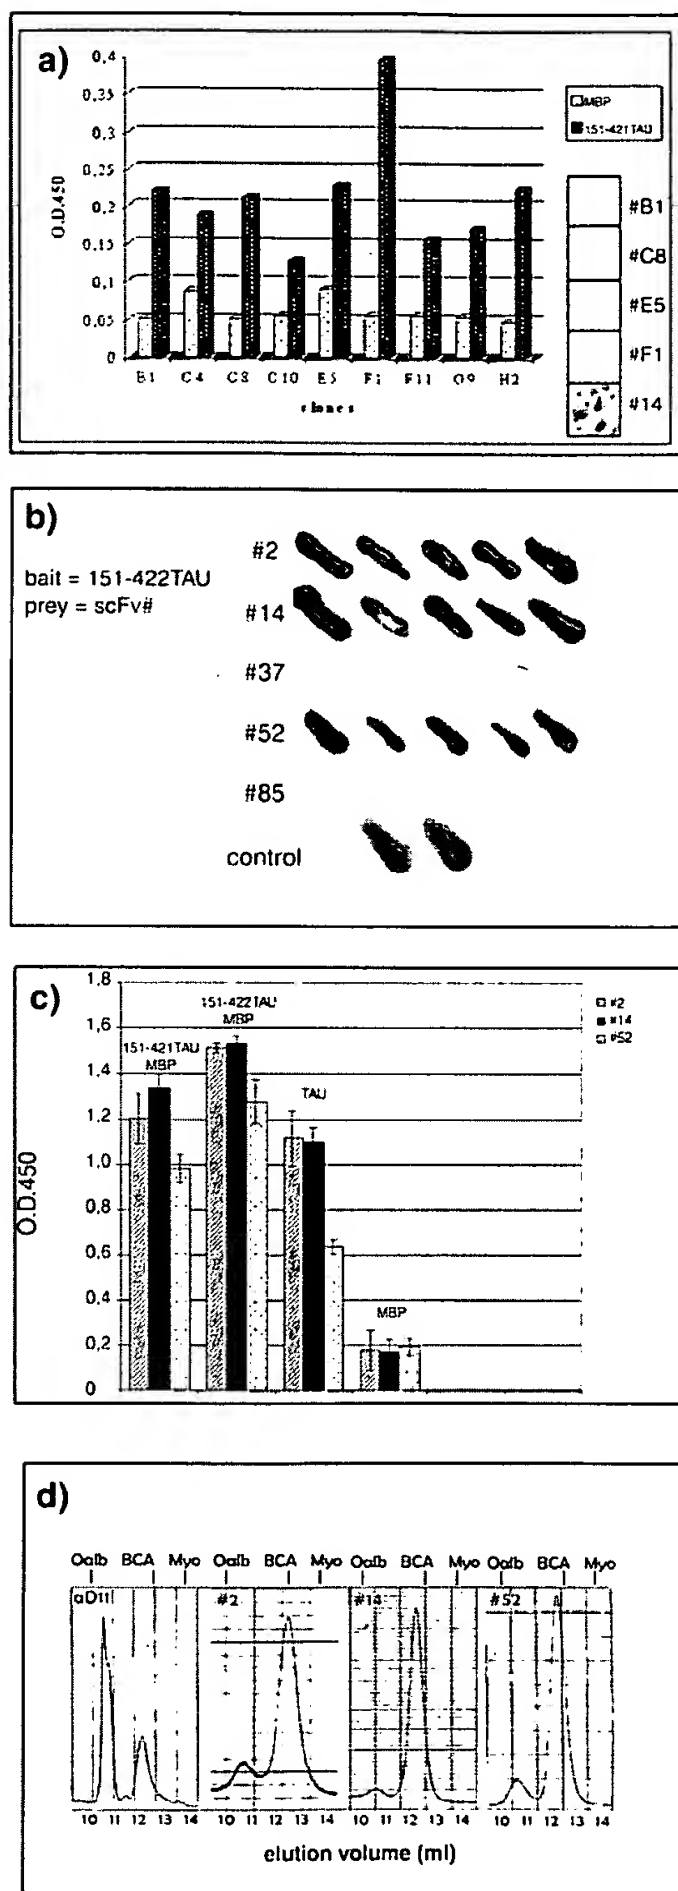 a)
0,4
0,35
0,3
0,25
0,2
0,15
0,1
0,05
0
O.D.450
B1 C4 C8 C10 E5 F1 F11 G9 H2
clones
MBP
151-421TAU
#B1
#C8
#E5
#F1
#14
b)
bait = 151-422TAU
prey = scFv#
#2
#14
#37
#52
#85
control
c)
1,8
1,6
1,4
1,2
1,0
0,8
0,6
0,4
0,2
0
O.D.450
151-421TAU
MBP
151-422TAU
MBP
TAU
MBP
#2
#14
#52
d)
Oalb BCA Myo Oalb BCA Myo Oalb BCA Myo Oalb BCA Myo
αD11 #2 #14 #52
10 11 12 13 14 10 11 12 13 14 10 11 12 13 14 10 11 12 13 14
elution volume (ml)